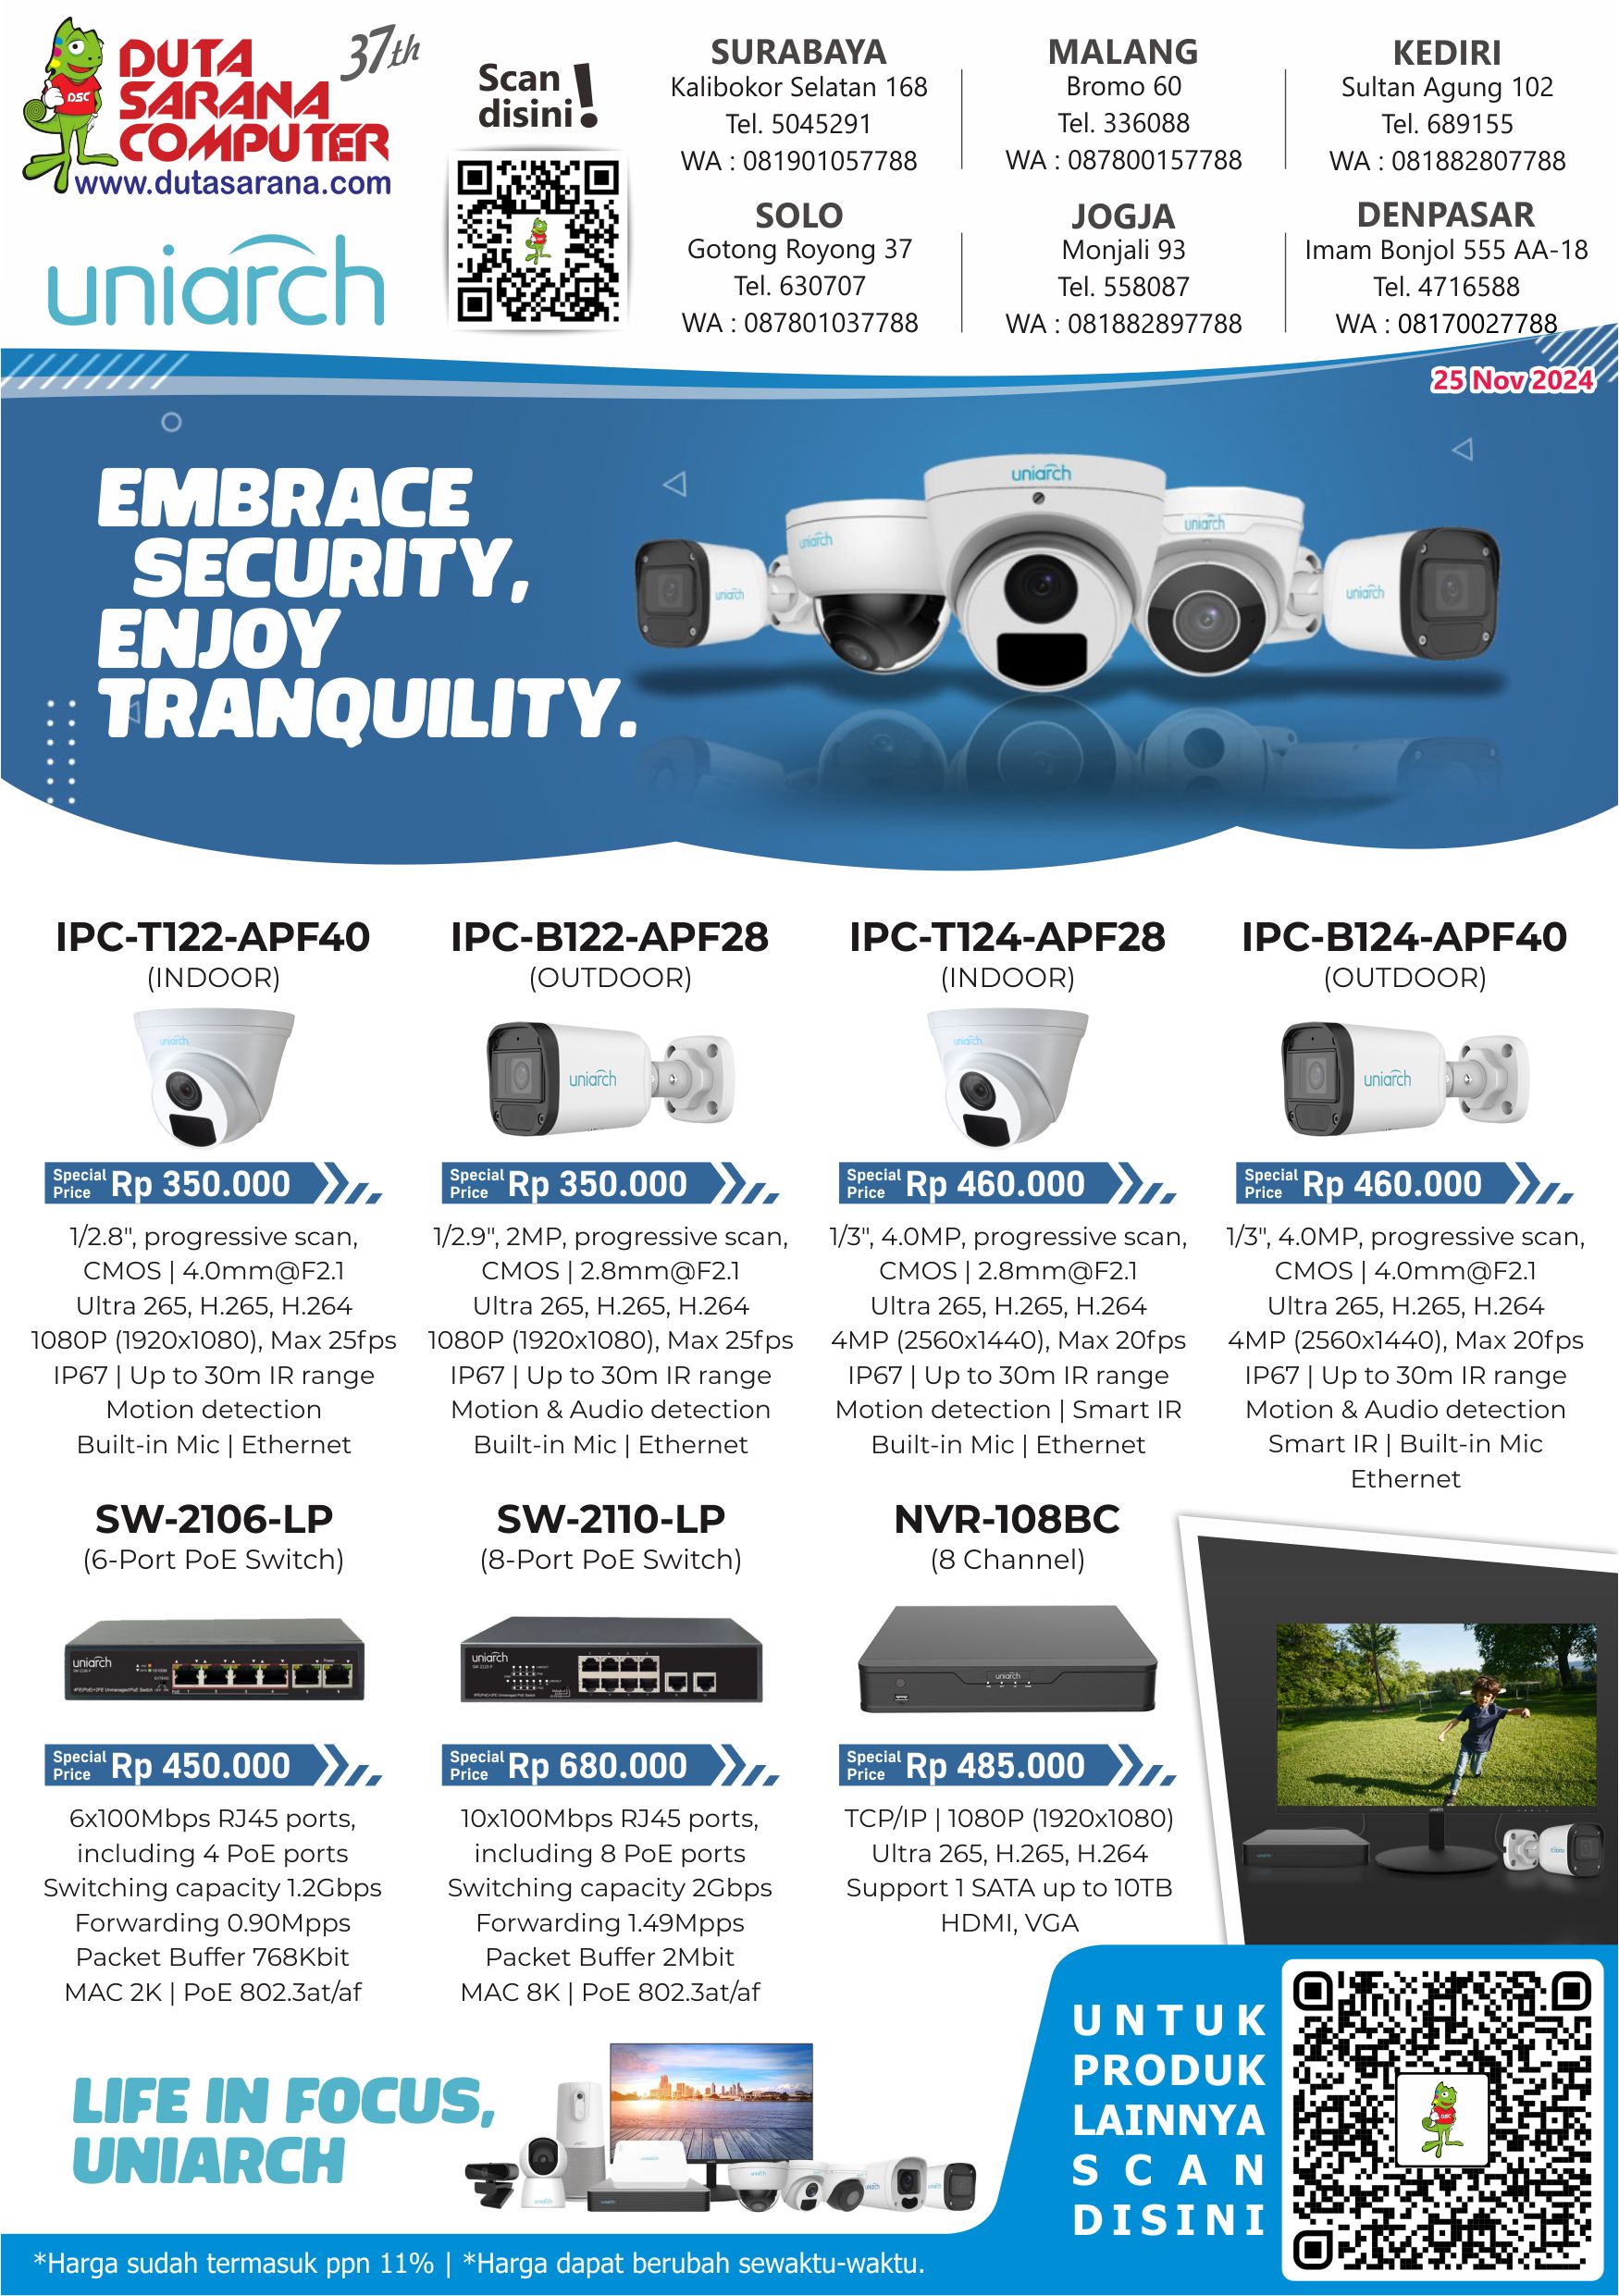 DUTA
SARANA
COMPUTER
37th
DSC
www.dutasarana.com
uniarch
Scan
disini!
SURABAYA
Kalibokor Selatan 168
Tel. 5045291
WA : 081901057788
MALANG
Bromo 60
Tel. 336088
WA : 087800157788
KEDIRI
Sultan Agung 102
Tel. 689155
WA : 081882807788
SOLO
Gotong Royong 37
Tel. 630707
WA : 087801037788
JOGJA
Monjali 93
Tel. 558087
WA : 081882897788
DENPASAR
Imam Bonjol 555 AA-18
Tel. 4716588
WA : 08170027788
25 Nov 2024
EMBRACE
SECURITY,
ENJOY
TRANQUILITY.
uniarch
uniarch
uniarch
uniarch
uniarch
IPC-T122-APF40
(INDOOR)
uniarch
Special Price Rp 350.000
1/2.8", progressive scan,
CMOS | 4.0mm@F2.1
Ultra 265, H.265, H.264
1080P (1920x1080), Max 25fps
IP67 | Up to 30m IR range
Motion detection
Built-in Mic | Ethernet
IPC-B122-APF28
(OUTDOOR)
uniarch
Special Price Rp 350.000
1/2.9", 2MP, progressive scan,
CMOS | 2.8mm@F2.1
Ultra 265, H.265, H.264
1080P (1920x1080), Max 25fps
IP67 | Up to 30m IR range
Motion & Audio detection
Built-in Mic | Ethernet
IPC-T124-APF28
(INDOOR)
uniarch
Special Price Rp 460.000
1/3", 4.0MP, progressive scan,
CMOS | 2.8mm@F2.1
Ultra 265, H.265, H.264
4MP (2560x1440), Max 20fps
IP67 | Up to 30m IR range
Motion detection | Smart IR
Built-in Mic | Ethernet
IPC-B124-APF40
(OUTDOOR)
uniarch
Special Price Rp 460.000
1/3", 4.0MP, progressive scan,
CMOS | 4.0mm@F2.1
Ultra 265, H.265, H.264
4MP (2560x1440), Max 20fps
IP67 | Up to 30m IR range
Motion & Audio detection
Smart IR | Built-in Mic
Ethernet
SW-2106-LP
(6-Port PoE Switch)
uniarch
Special Price Rp 450.000
6x100Mbps RJ45 ports,
including 4 PoE ports
Switching capacity 1.2Gbps
Forwarding 0.90Mpps
Packet Buffer 768Kbit
MAC 2K | PoE 802.3at/af
SW-2110-LP
(8-Port PoE Switch)
uniarch
Special Price Rp 680.000
10x100Mbps RJ45 ports,
including 8 PoE ports
Switching capacity 2Gbps
Forwarding 1.49Mpps
Packet Buffer 2Mbit
MAC 8K | PoE 802.3at/af
NVR-108BC
(8 Channel)
uniarch
Special Price Rp 485.000
TCP/IP | 1080P (1920x1080)
Ultra 265, H.265, H.264
Support 1 SATA up to 10TB
HDMI, VGA
LIFE IN FOCUS,
UNIARCH
UNTUK
PRODUK
LAINNYA
SCAN
DISINI
*Harga sudah termasuk ppn 11% | *Harga dapat berubah sewaktu-waktu.